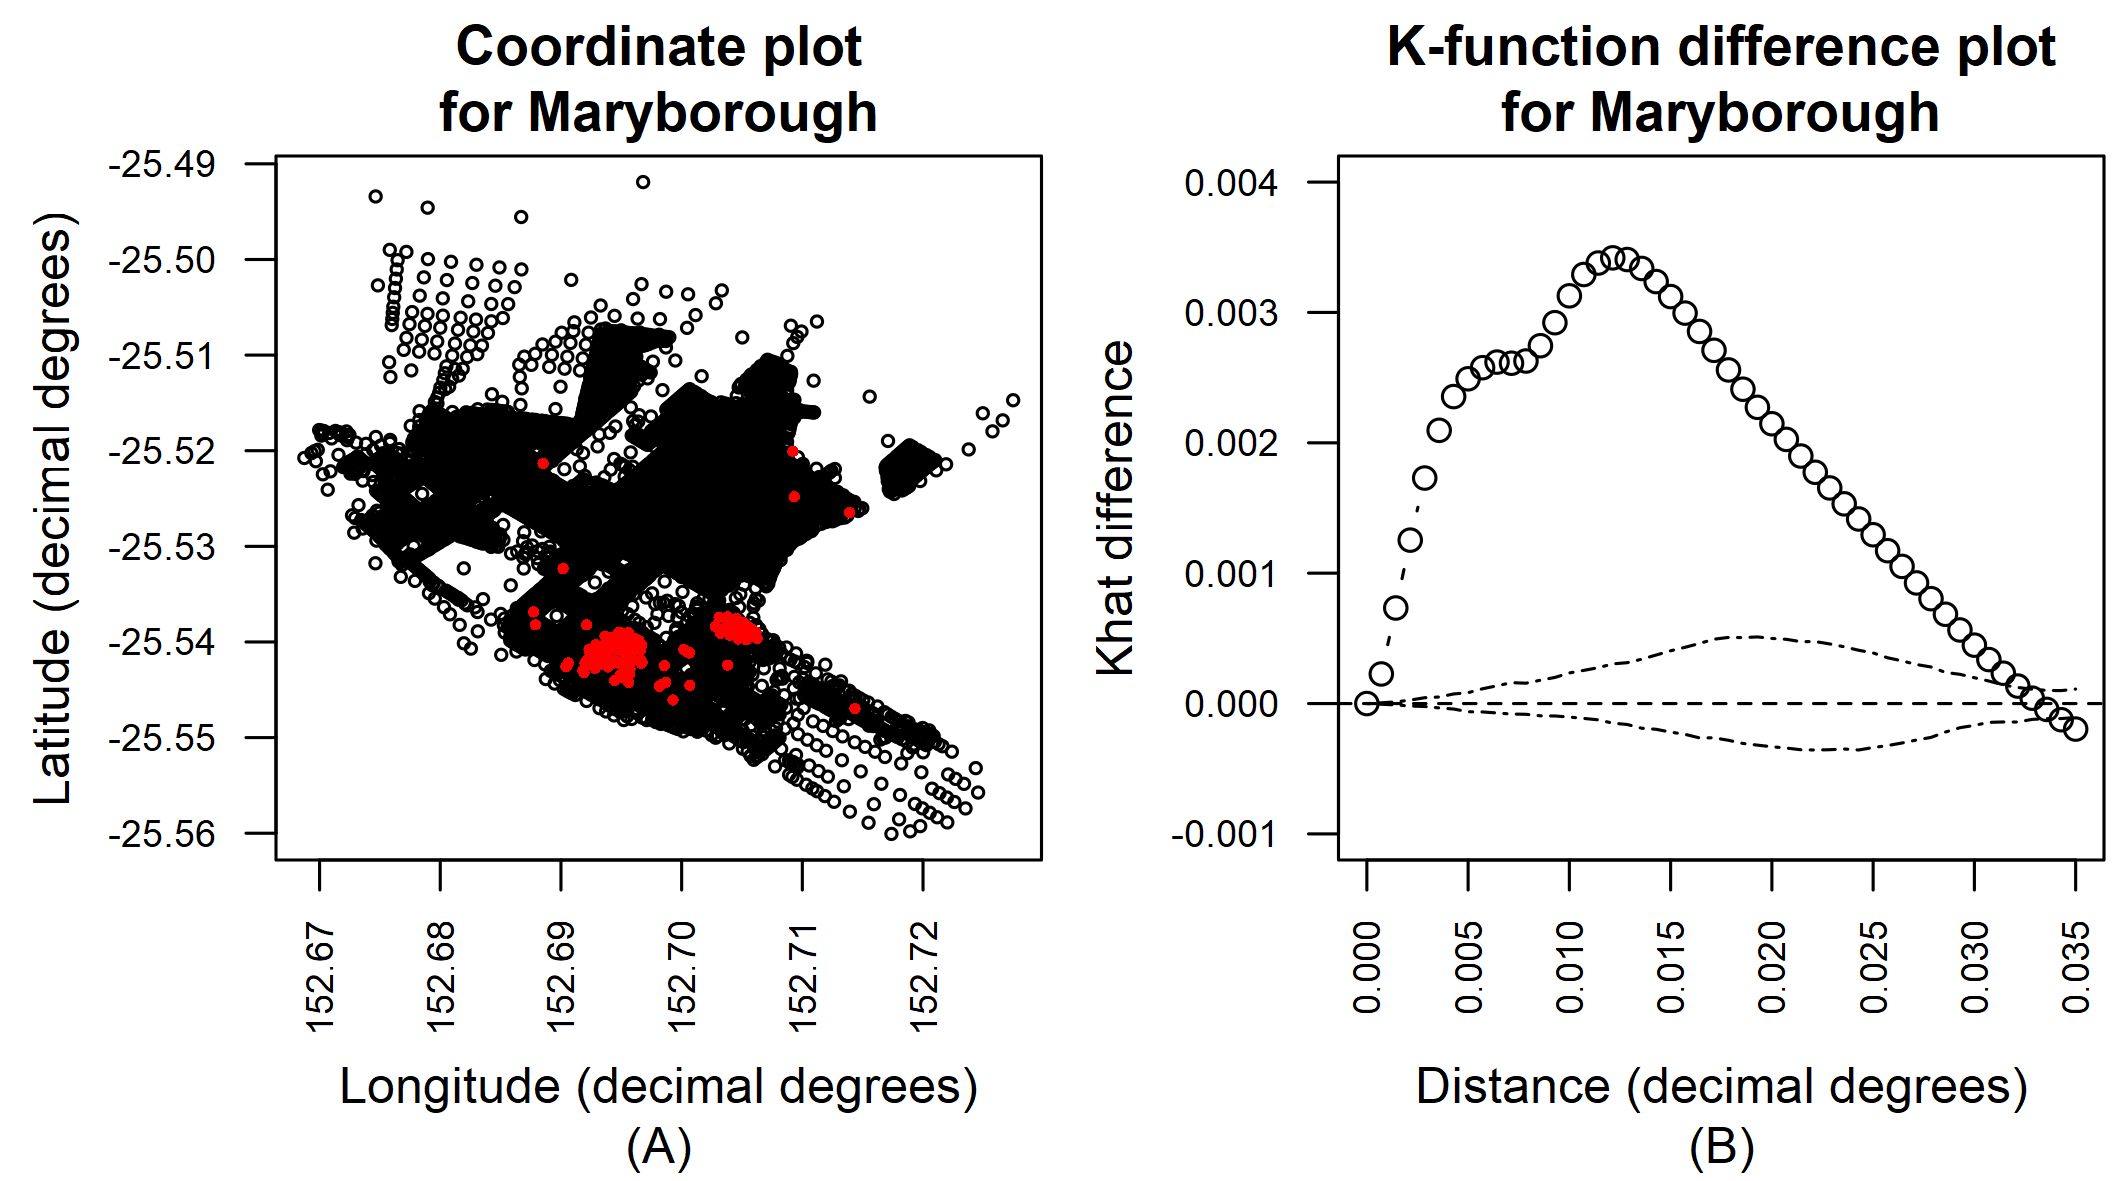 Coordinate plot
for Maryborough
-25.49
-25.50
-25.51
-25.52
-25.53
-25.54
-25.55
-25.56
Latitude (decimal degrees)
152.67
152.68
152.69
152.70
152.71
152.72
Longitude (decimal degrees)
(A)
K-function difference plot
for Maryborough
0.004
0.003
0.002
0.001
0.000
-0.001
Khat difference
0.000
0.005
0.010
0.015
0.020
0.025
0.030
0.035
Distance (decimal degrees)
(B)